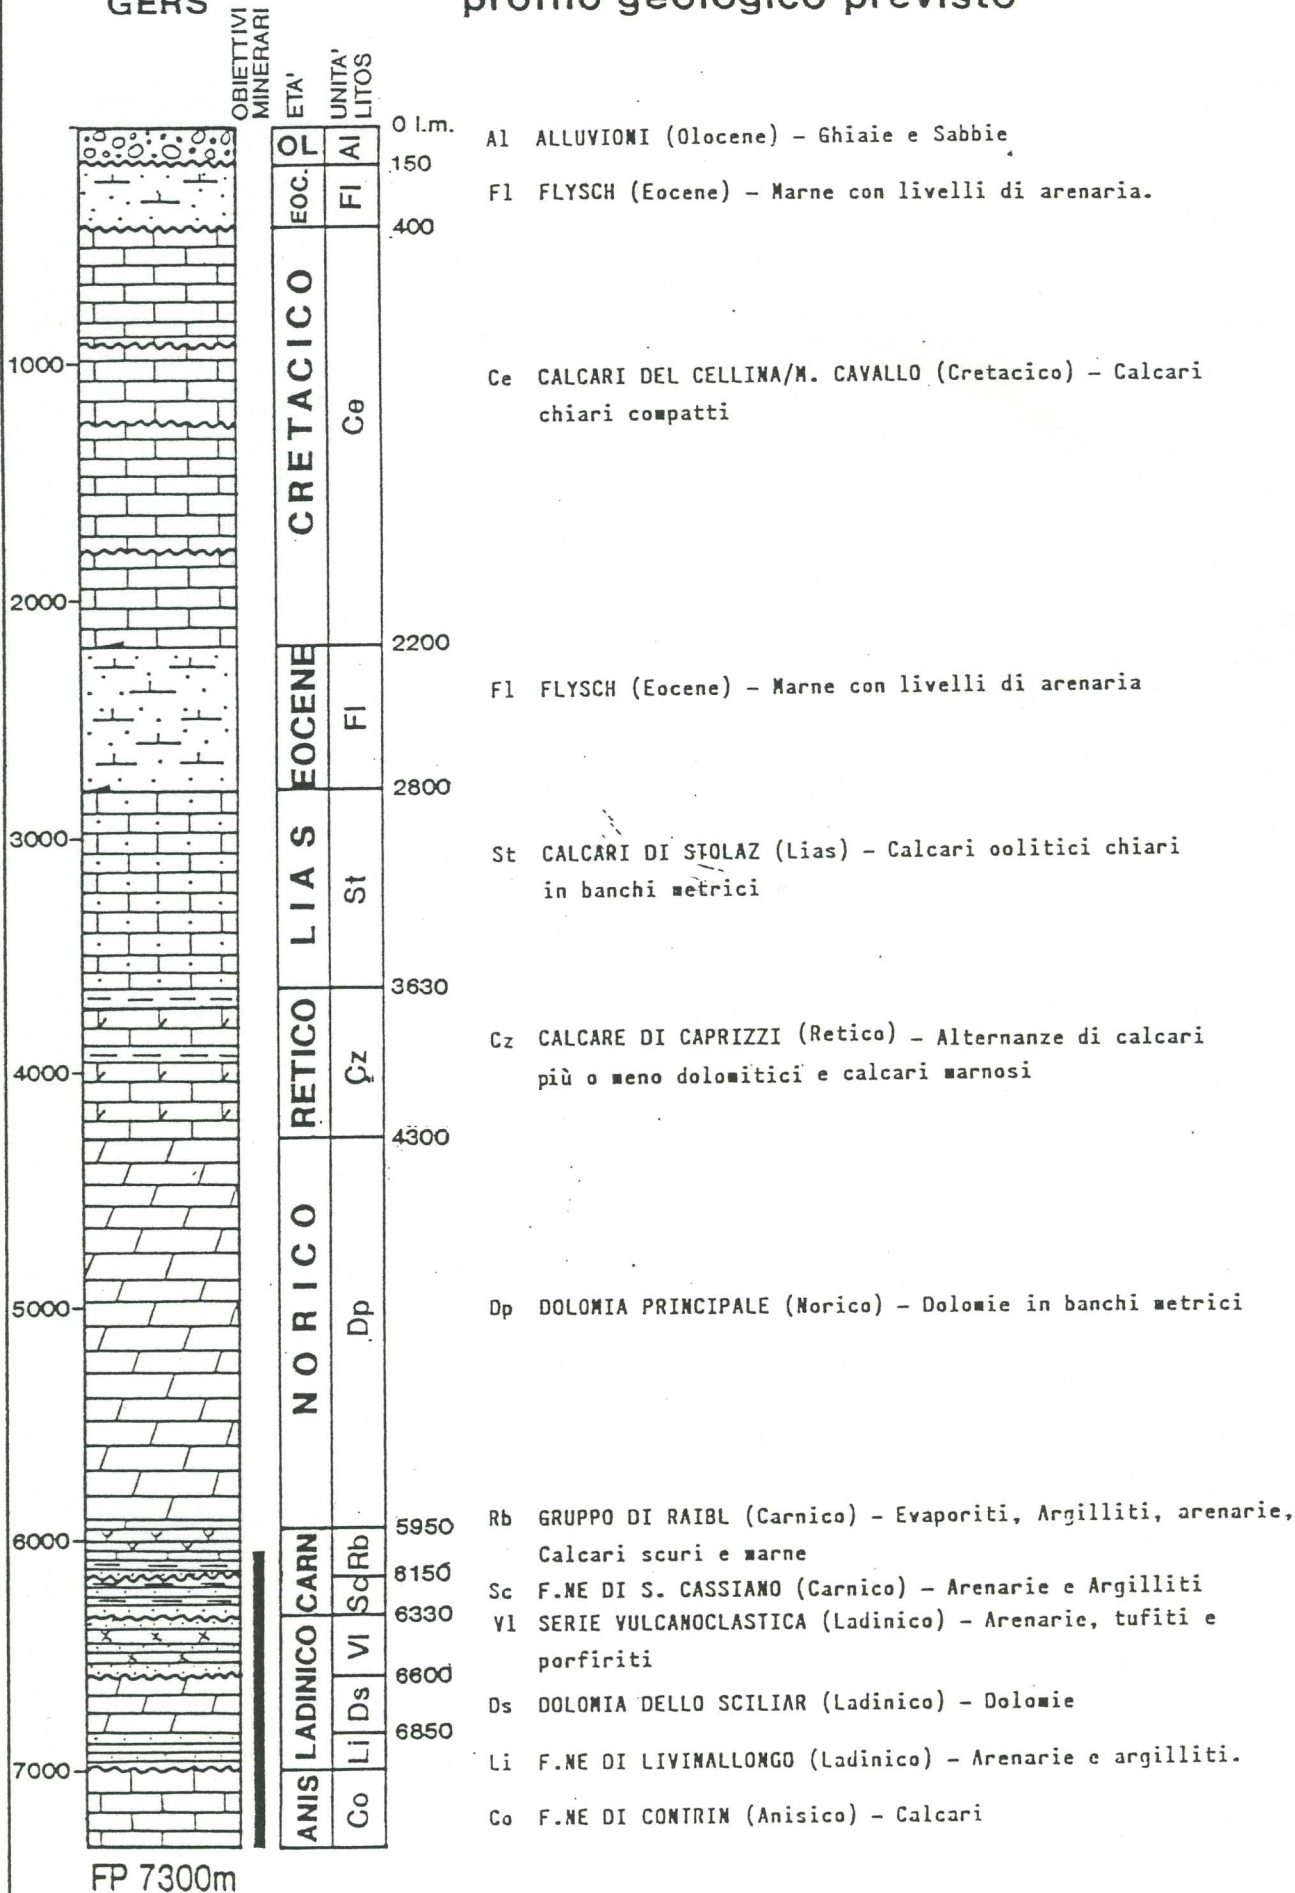 GERS
profilo geologico previsto
OBIETTIVI
MINERARI
ETA'
UNITA'
LITOS
0 l.m.
OL
Al
Al ALLUVIONI (Olocene) – Ghiaie e Sabbie
150
EOC.
Fl
Fl FLYSCH (Eocene) – Marne con livelli di arenaria.
400
1000
CRETACICO
Ce
Ce CALCARI DEL CELLINA/M. CAVALLO (Cretacico) – Calcari
chiari compatti
2000
2200
EOCENE
Fl
Fl FLYSCH (Eocene) – Marne con livelli di arenaria
2800
3000
LIAS
St
St CALCARI DI STOLAZ (Lias) – Calcari oolitici chiari
in banchi metrici
3630
RETICO
Cz
Cz CALCARE DI CAPRIZZI (Retico) – Alternanze di calcari
più o meno dolomitici e calcari marnosi
4000
4300
NORICO
Dp
5000
Dp DOLOMIA PRINCIPALE (Norico) – Dolomie in banchi metrici
5950
6000
CARN
Rb
Rb GRUPPO DI RAIBL (Carnico) – Evaporiti, Argilliti, arenarie,
Calcari scuri e marne
8150
Sc
Sc F.NE DI S. CASSIANO (Carnico) – Arenarie e Argilliti
6330
LADINICO
Vl
Vl SERIE VULCANOCLASTICA (Ladinico) – Arenarie, tufiti e
porfiriti
6600
Ds
Ds DOLOMIA DELLO SCILIAR (Ladinico) – Dolomie
6850
Li
Li F.NE DI LIVINALLONGO (Ladinico) – Arenarie e argilliti.
7000
ANIS
Co
Co F.NE DI CONTRIN (Anisico) – Calcari
FP 7300m